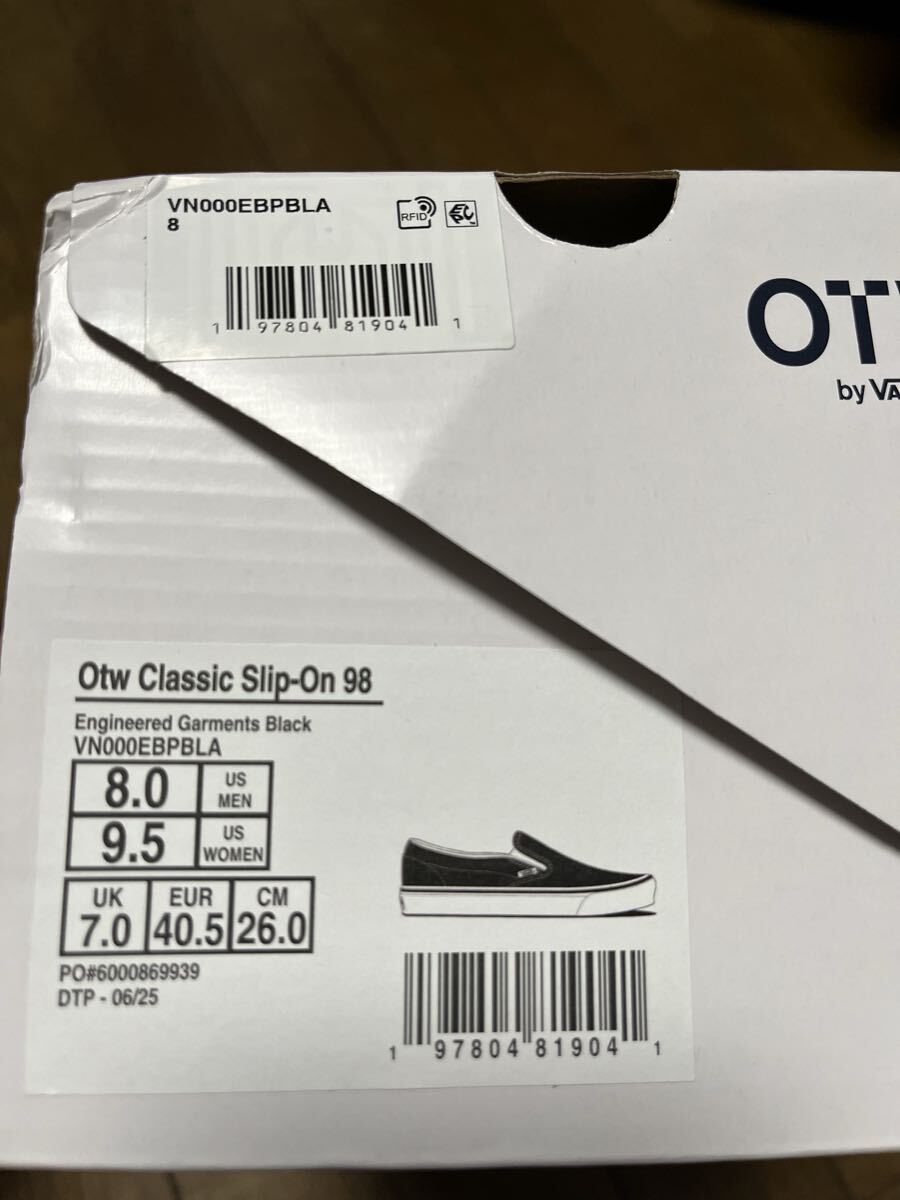 VN000EBPBLA
8
RFID
EPC
1 97804 81904 1
OT
by VA
Otw Classic Slip-On 98
Engineered Garments Black
VN000EBPBLA
8.0 US MEN
9.5 US WOMEN
UK EUR CM
7.0 40.5 26.0
PO#6000869939
DTP - 06/25
1 97804 81904 1